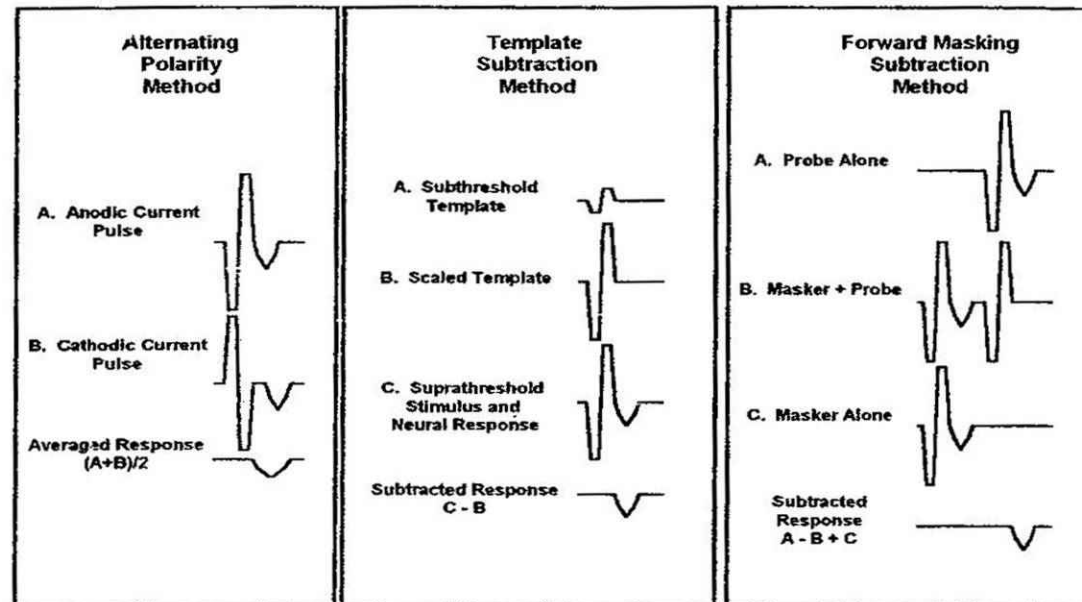 Alternating
Polarity
Method
A. Anodic Current
Pulse
B. Cathodic Current
Pulse
Averaged Response
(A+B)/2
Template
Subtraction
Method
A. Subthreshold
Template
B. Scaled Template
C. Suprathreshold
Stimulus and
Neural Response
Subtracted Response
C - B
Forward Masking
Subtraction
Method
A. Probe Alone
B. Masker + Probe
C. Masker Alone
Subtracted
Response
A - B + C